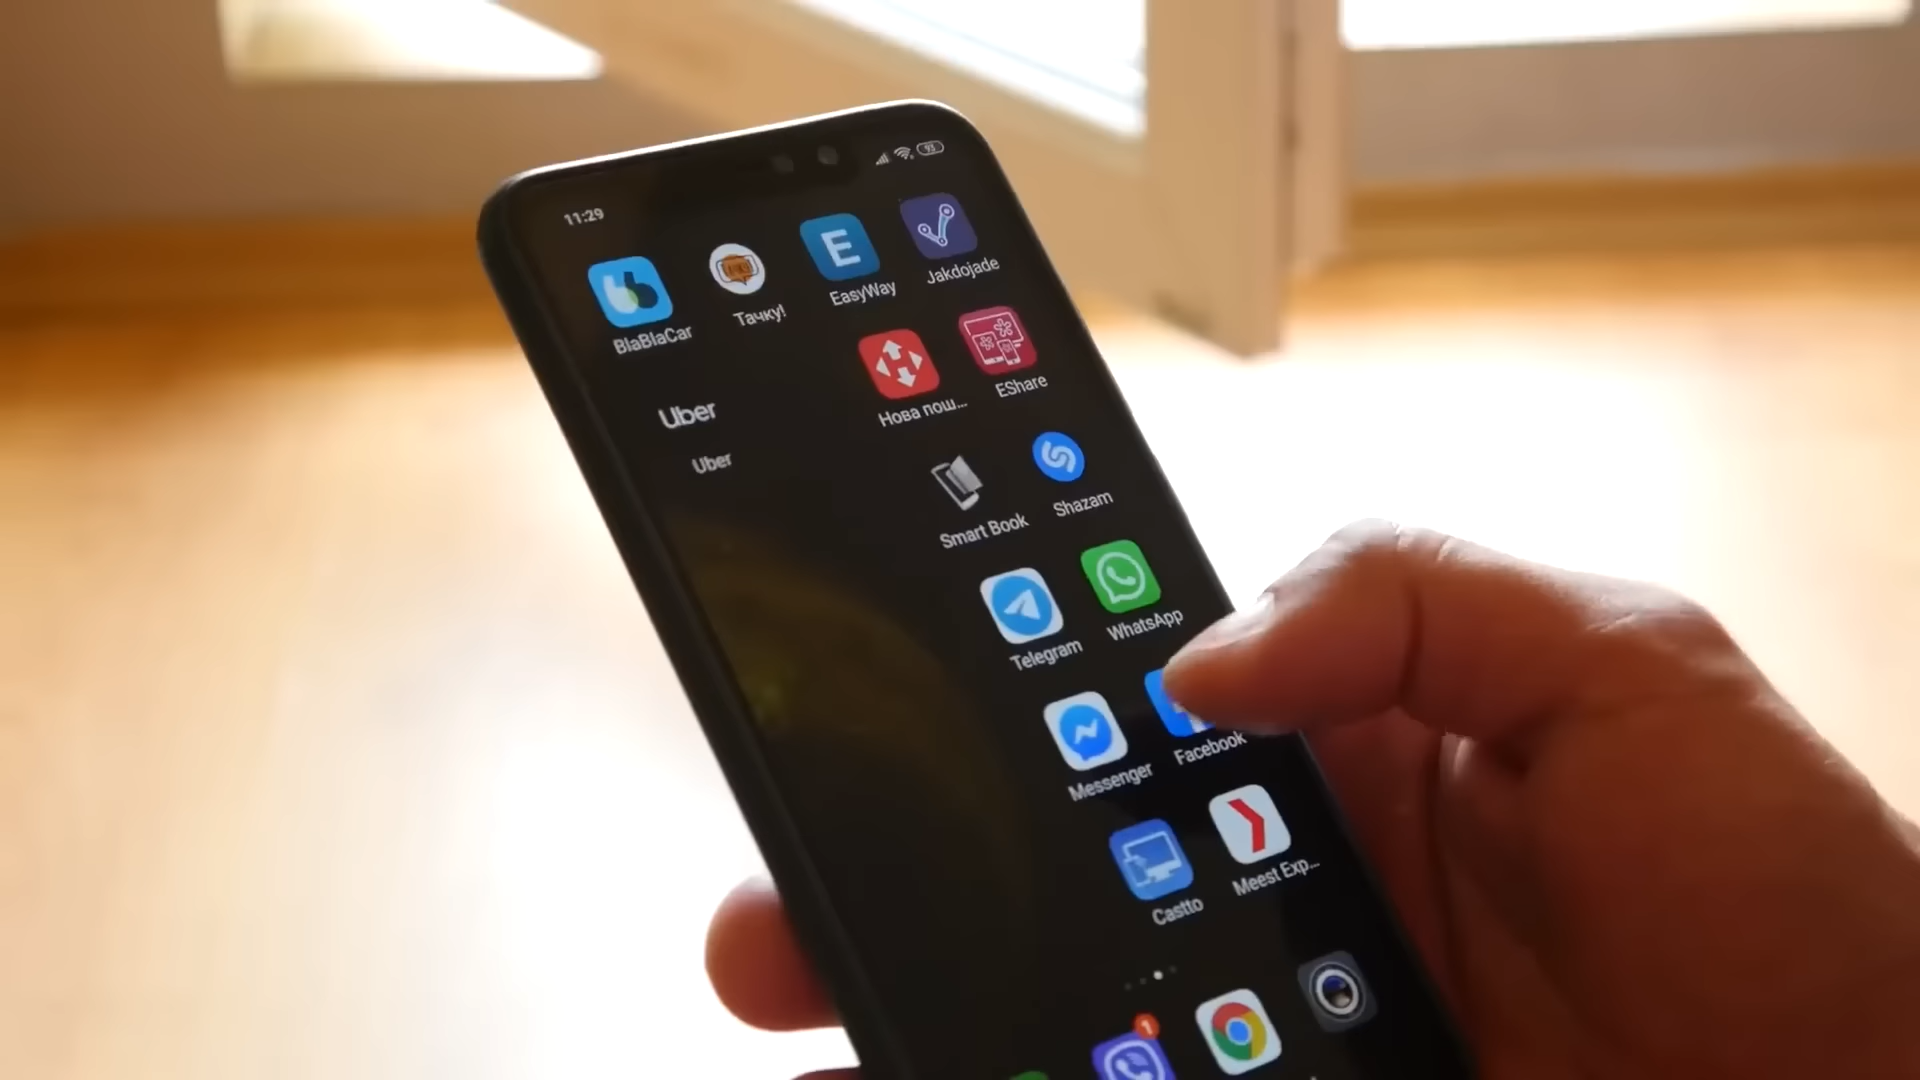 11:29
93
BlaBlaCar
Тачку!
E
EasyWay
Jakdojade
Нова пош...
EShare
Uber
Uber
Smart Book
Shazam
Telegram
WhatsApp
Messenger
Facebook
Castto
Meest Exp...
1